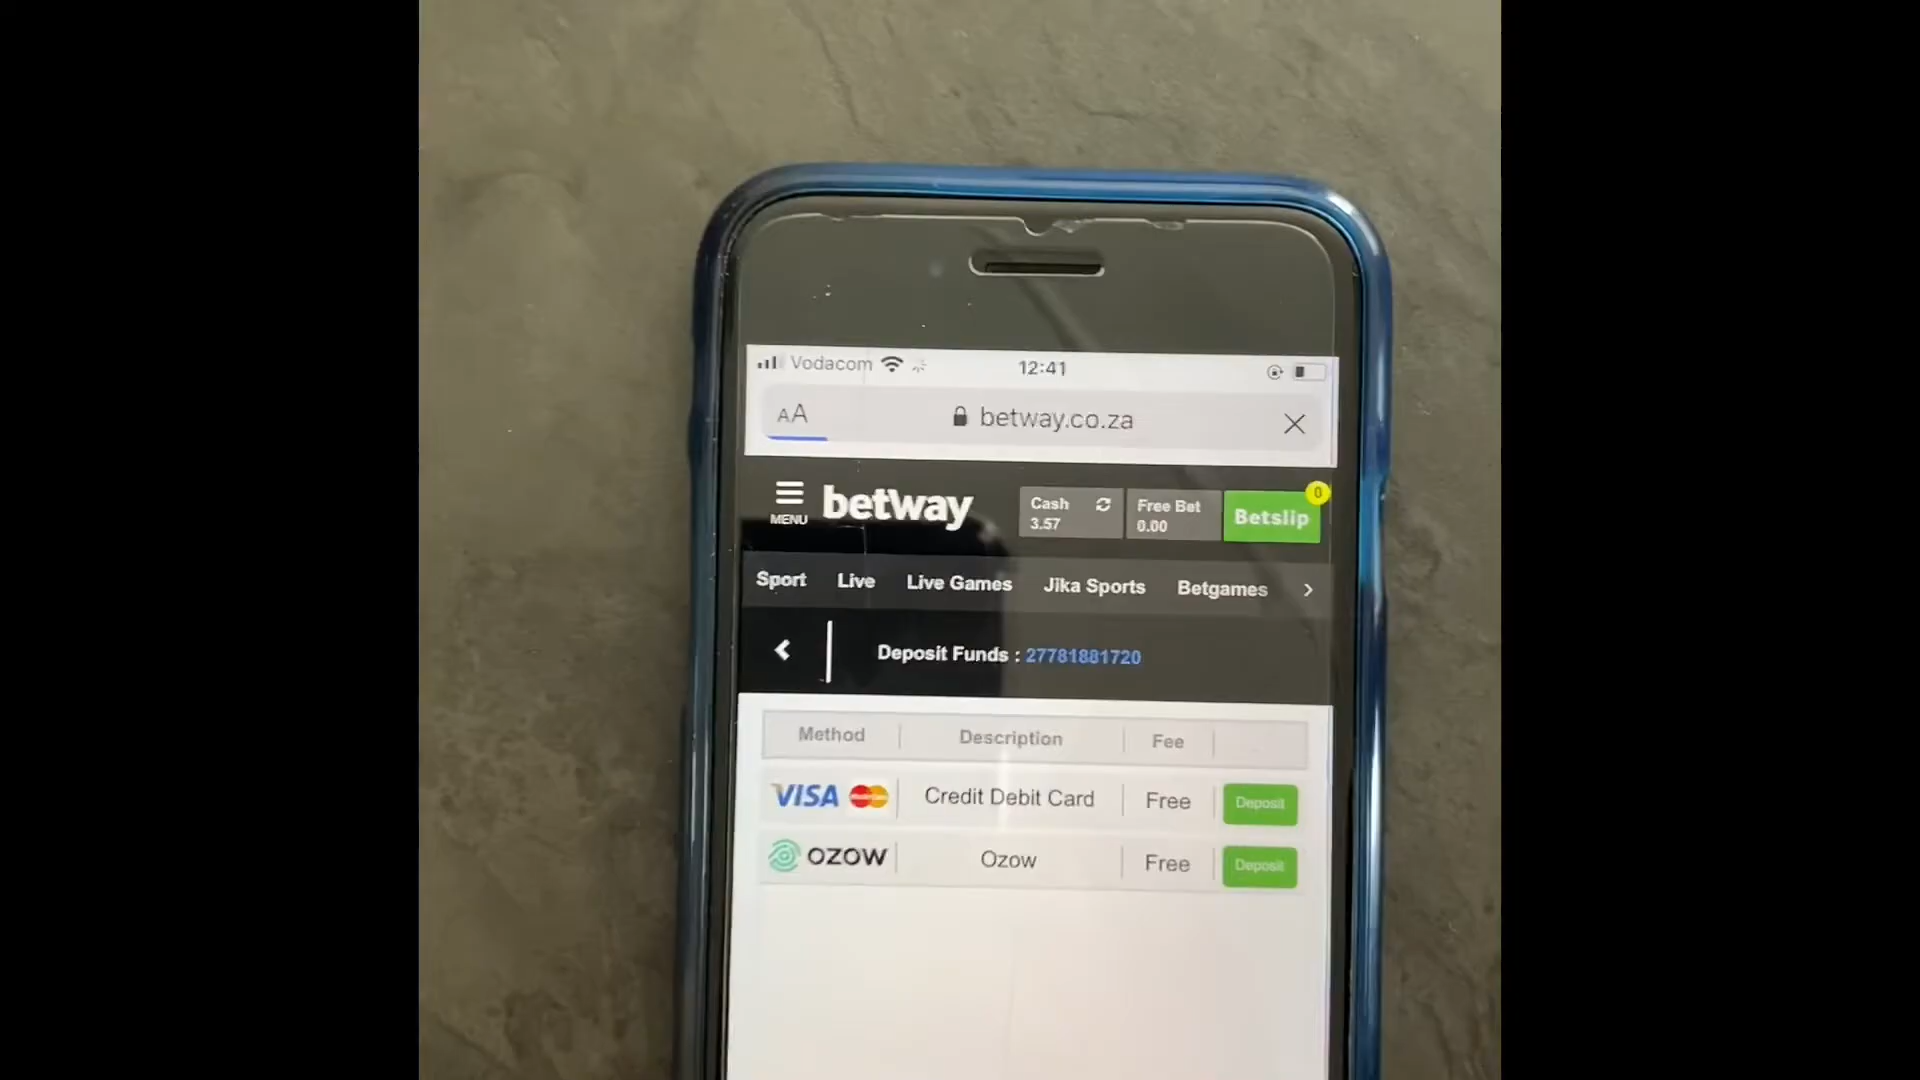 Vodacom 12:41
AA betway.co.za
MENU betway Cash 3.57 Free Bet 0.00 Betslip 0
Sport Live Live Games Jika Sports Betgames
Deposit Funds : 27781881720
Method Description Fee
VISA MasterCard Credit Debit Card Free Deposit
OZOW Ozow Free Deposit